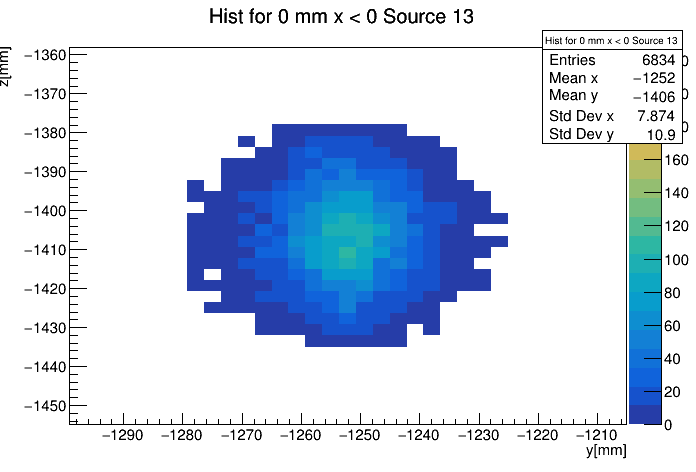 Hist for 0 mm x < 0 Source 13
Hist for 0 mm x < 0 Source 13
Entries 6834
Mean x −1252
Mean y −1406
Std Dev x 7.874
Std Dev y 10.9
z[mm]
−1360
−1370
−1380
−1390
−1400
−1410
−1420
−1430
−1440
−1450
160
140
120
100
80
60
40
20
0
−1290 −1280 −1270 −1260 −1250 −1240 −1230 −1220 −1210
y[mm]